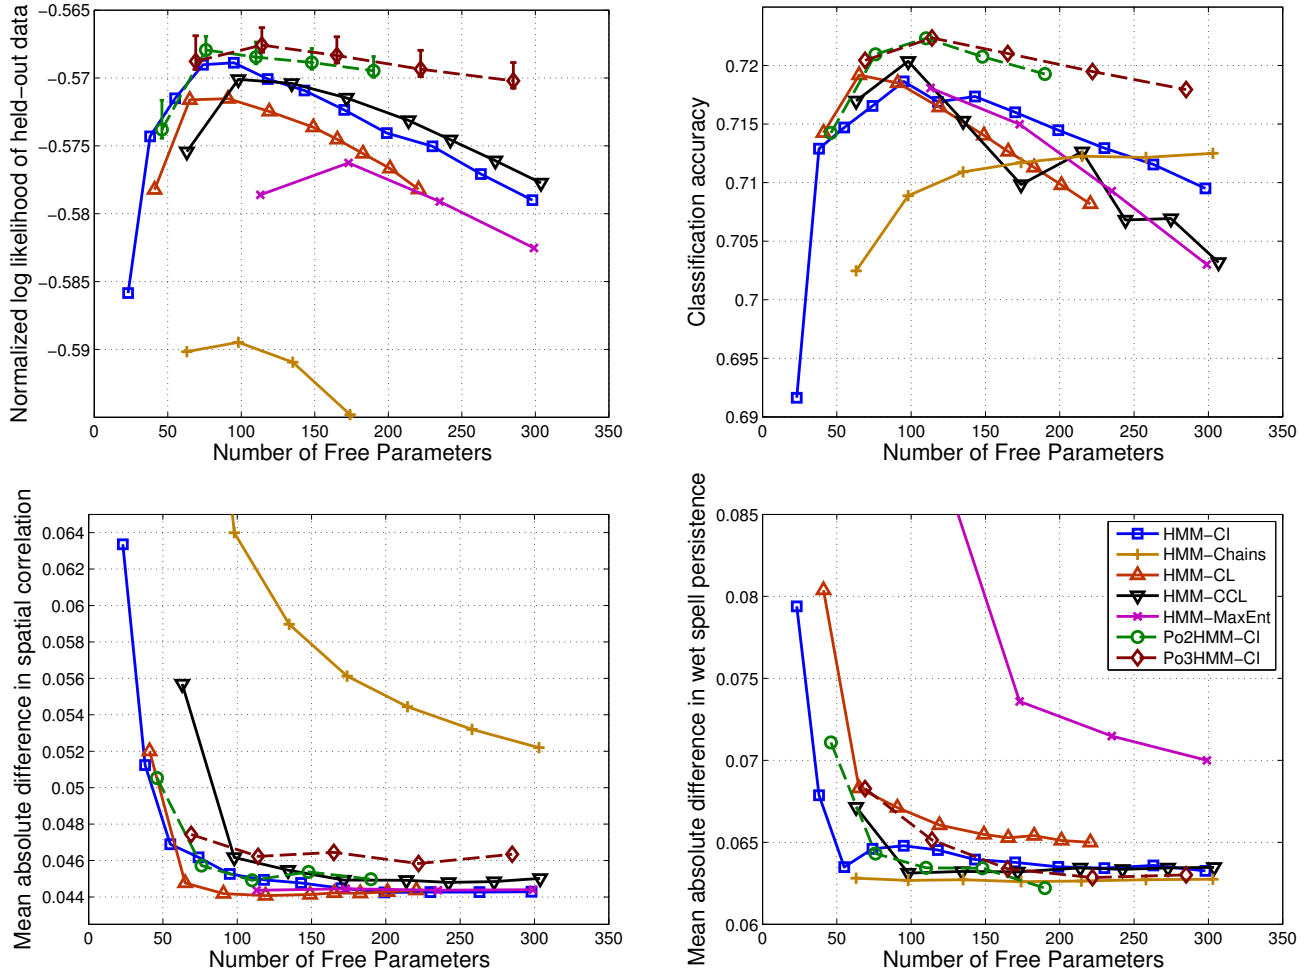 Normalized log likelihood of held−out data
−0.565
−0.57
−0.575
−0.58
−0.585
−0.59
0 50 100 150 200 250 300 350
Number of Free Parameters
Classification accuracy
0.72
0.715
0.71
0.705
0.7
0.695
0.69
0 50 100 150 200 250 300 350
Number of Free Parameters
Mean absolute difference in spatial correlation
0.064
0.062
0.06
0.058
0.056
0.054
0.052
0.05
0.048
0.046
0.044
0 50 100 150 200 250 300 350
Number of Free Parameters
Mean absolute difference in wet spell persistence
0.085
0.08
0.075
0.07
0.065
0.06
HMM−CI
HMM−Chains
HMM−CL
HMM−CCL
HMM−MaxEnt
Po2HMM−CI
Po3HMM−CI
0 50 100 150 200 250 300 350
Number of Free Parameters